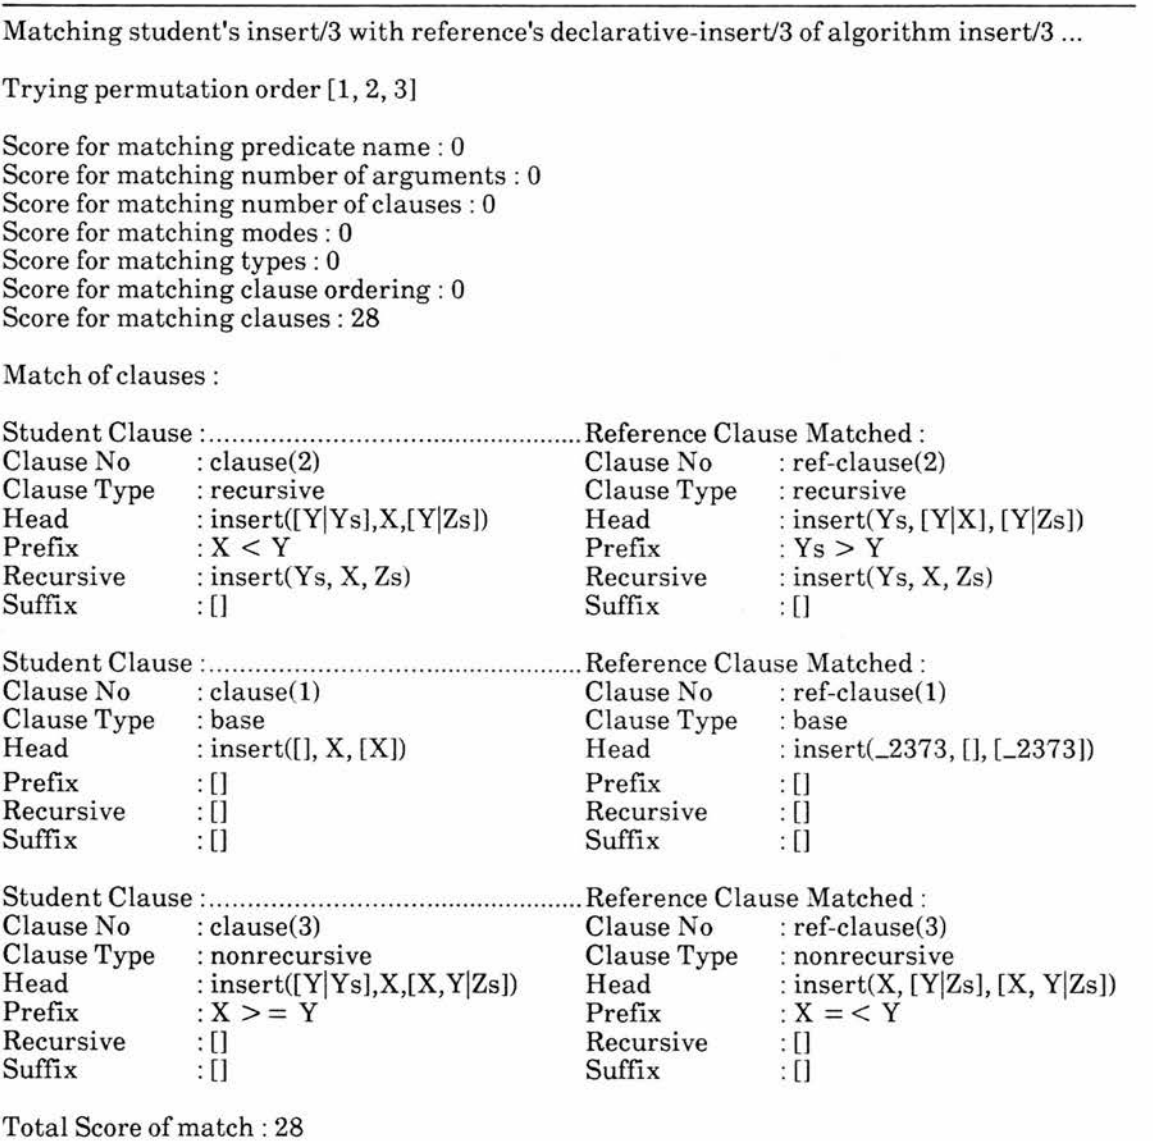 Matching student's insert/3 with reference's declarative-insert/3 of algorithm insert/3 ...
Trying permutation order [1, 2, 3]
Score for matching predicate name : 0
Score for matching number of arguments : 0
Score for matching number of clauses : 0
Score for matching modes : 0
Score for matching types : 0
Score for matching clause ordering : 0
Score for matching clauses : 28
Match of clauses :
Student Clause :................................................Reference Clause Matched :
Clause No : clause(2) Clause No : ref-clause(2)
Clause Type : recursive Clause Type : recursive
Head : insert([Y|Ys],X,[Y|Zs]) Head : insert(Ys, [Y|X], [Y|Zs])
Prefix : X < Y Prefix : Ys > Y
Recursive : insert(Ys, X, Zs) Recursive : insert(Ys, X, Zs)
Suffix : [] Suffix : []
Student Clause :................................................Reference Clause Matched :
Clause No : clause(1) Clause No : ref-clause(1)
Clause Type : base Clause Type : base
Head : insert([], X, [X]) Head : insert(_2373, [], [_2373])
Prefix : [] Prefix : []
Recursive : [] Recursive : []
Suffix : [] Suffix : []
Student Clause :................................................Reference Clause Matched :
Clause No : clause(3) Clause No : ref-clause(3)
Clause Type : nonrecursive Clause Type : nonrecursive
Head : insert([Y|Ys],X,[X,Y|Zs]) Head : insert(X, [Y|Zs], [X, Y|Zs])
Prefix : X >= Y Prefix : X =< Y
Recursive : [] Recursive : []
Suffix : [] Suffix : []
Total Score of match : 28